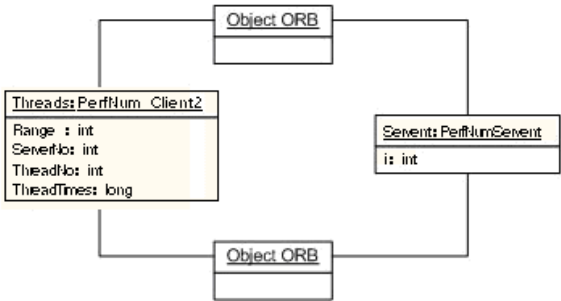 Object ORB
Threads: PerfNum_Client2
Range : int
ServerNo: int
ThreadNo: int
ThreadTimes: long
Servent: PerfNumServent
i: int
Object ORB